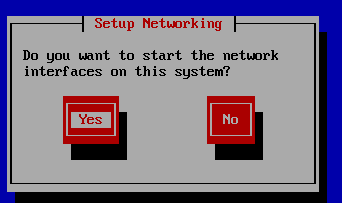 Setup Networking
Do you want to start the network
interfaces on this system?
Yes
No